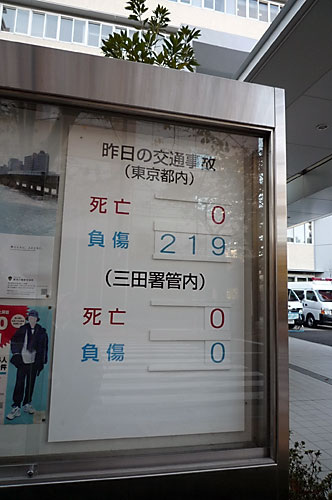 昨日の交通事故
(東京都内)
死亡 0
負傷 219
(三田署管内)
死亡 0
負傷 0